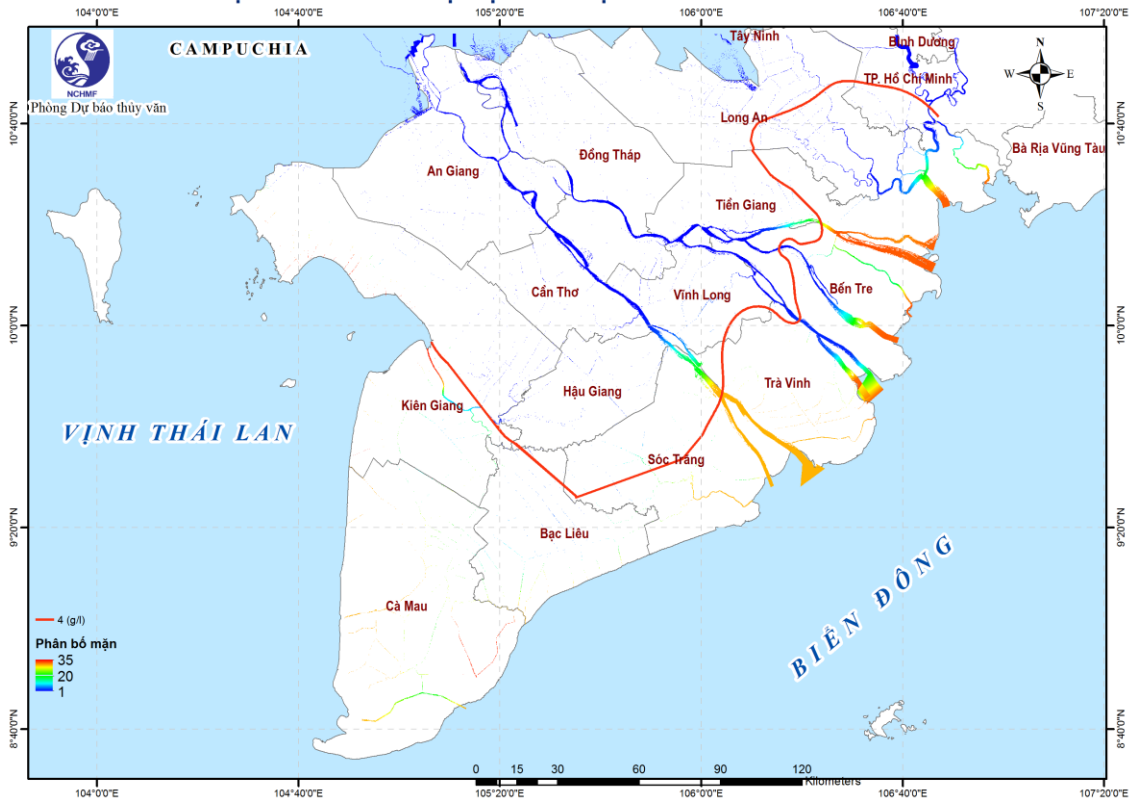 104°0'0"E
104°40'0"E
105°20'0"E
106°0'0"E
106°40'0"E
107°20'0"E
NCHMF
Phòng Dự báo thủy văn
CAMPUCHIA
Tây Ninh
Bình Dương
TP. Hồ Chí Minh
N
W
E
S
10°40'0"N
10°40'0"N
Long An
Bà Rịa Vũng Tàu
Đồng Tháp
An Giang
Tiền Giang
Cần Thơ
Vĩnh Long
Bến Tre
10°0'0"N
10°0'0"N
Hậu Giang
Trà Vinh
Kiên Giang
VỊNH THÁI LAN
Sóc Trăng
9°20'0"N
9°20'0"N
Bạc Liêu
Cà Mau
BIỂN ĐÔNG
4 (g/l)
Phân bố mặn
35
20
1
8°40'0"N
8°40'0"N
0 15 30 60 90 120
Kilometers
104°0'0"E
104°40'0"E
105°20'0"E
106°0'0"E
106°40'0"E
107°20'0"E